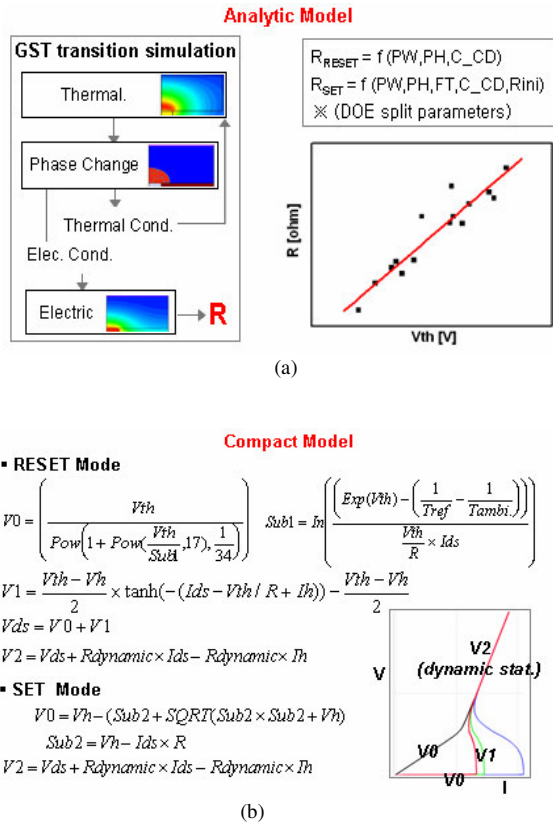 Analytic Model
GST transition simulation
Thermal.
Phase Change
Thermal Cond.
Elec. Cond.
Electric
R
R_RESET = f (PW,PH,C_CD)
R_SET = f (PW,PH,FT,C_CD,Rini)
※ (DOE split parameters)
R [ohm]
Vth [V]
(a)
Compact Model
▪ RESET Mode
V0 = (Vth / Pow(1 + Pow(Vth/Sub1, 17), 1/34))
Sub1 = In(((Exp(Vth) − (1/Tref − 1/Tambi.))) / (Vth/R × Ids))
V1 = (Vth − Vh)/2 × tanh(−(Ids − Vth / R + Ih)) − (Vth − Vh)/2
Vds = V0 + V1
V2 = Vds + Rdynamic × Ids − Rdynamic × Ih
▪ SET Mode
V0 = Vh − (Sub2 + SQRT(Sub2 × Sub2 + Vh)
Sub2 = Vh − Ids × R
V2 = Vds + Rdynamic × Ids − Rdynamic × Ih
V
V2
(dynamic stat.)
V0
V1
V0
I
(b)